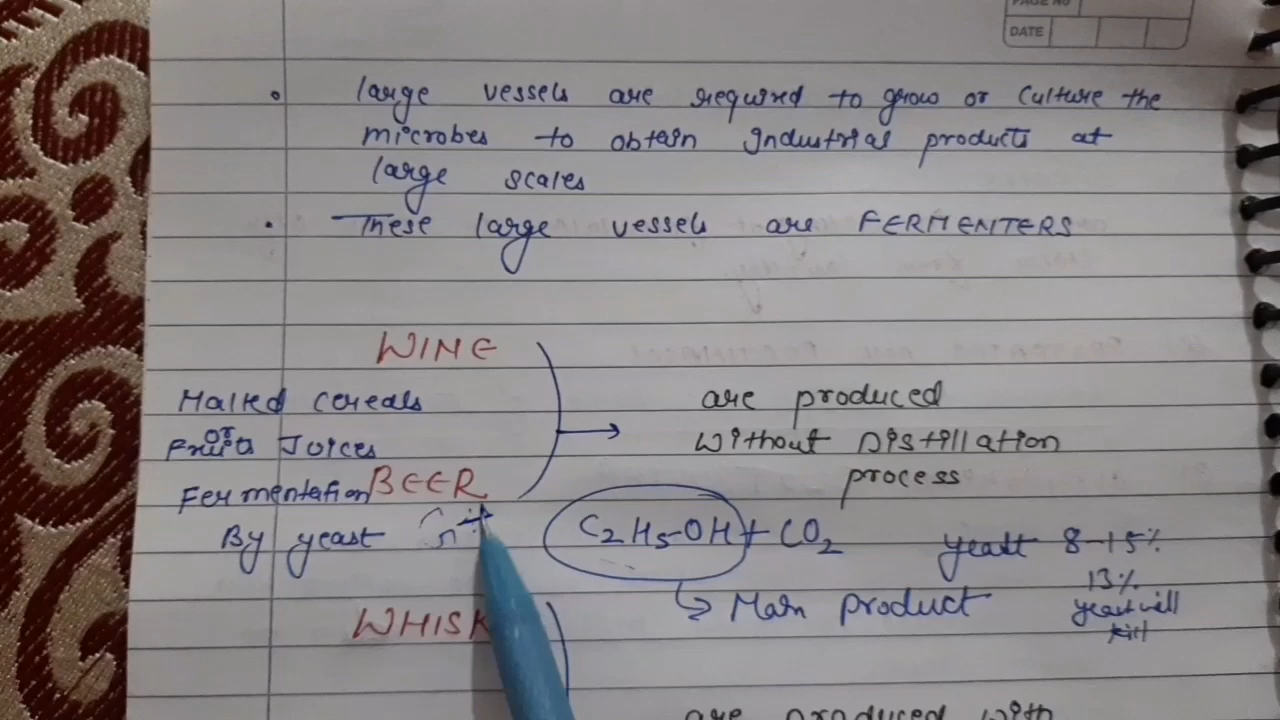 PAGE NO
DATE
large vessels are required to grow or culture the
microbes to obtain industrial products at
large scales
These large vessels are FERMENTERS
WINE
Malted cereals
or
Fruits Juices
Fermentation BEER
By yeast
are produced
without Distillation
process
C2H5-OH + CO2
Main product
yeast 8-15%
13%
yeast will
kill
WHISK
are produced with